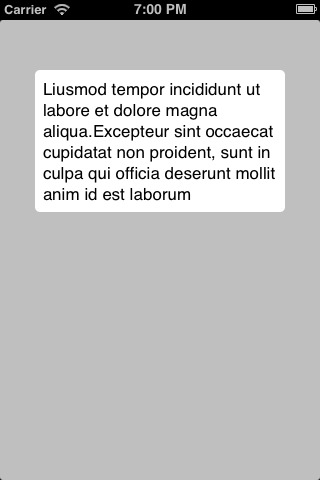 Carrier 7:00 PM
Liusmod tempor incididunt ut
labore et dolore magna
aliqua.Excepteur sint occaecat
cupidatat non proident, sunt in
culpa qui officia deserunt mollit
anim id est laborum